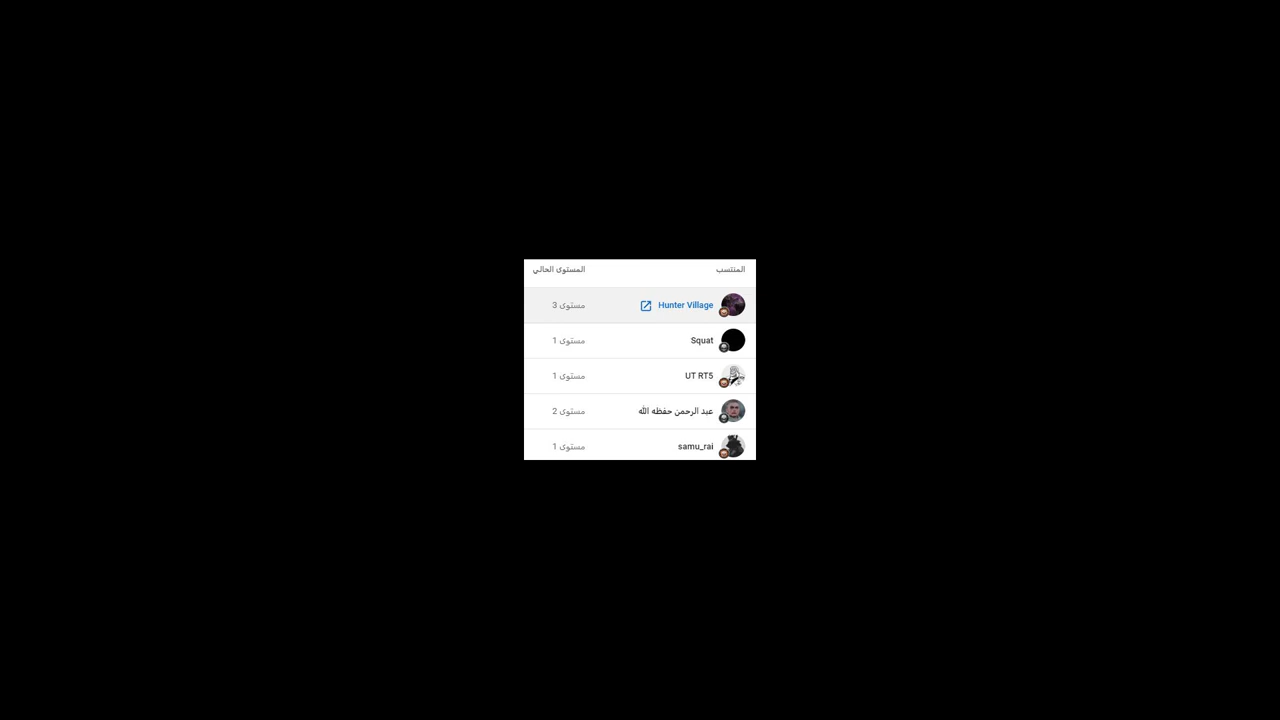 المنتسب المستوى الحالي
Hunter Village مستوى 3
Squat مستوى 1
UT RT5 مستوى 1
عبد الرحمن حفظه الله مستوى 2
samu_rai مستوى 1